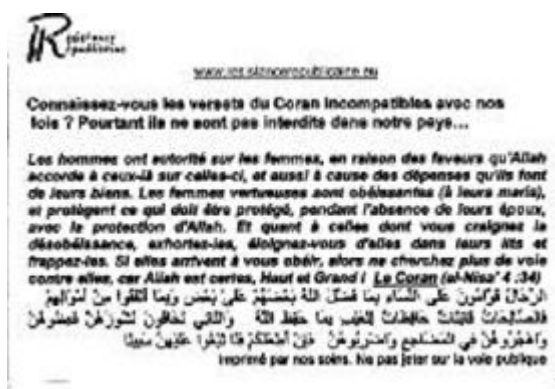 Résistance
Républicaine
www.resistancerepublicaine.eu
Connaissez-vous les versets du Coran incompatibles avec nos
lois ? Pourtant ils ne sont pas interdits dans notre pays...
Les hommes ont autorité sur les femmes, en raison des faveurs qu'Allah
accorde à ceux-là sur celles-ci, et aussi à cause des dépenses qu'ils font
de leurs biens. Les femmes vertueuses sont obéissantes (à leurs maris),
et protègent ce qui doit être protégé, pendant l'absence de leurs époux,
avec la protection d'Allah. Et quant à celles dont vous craignez la
désobéissance, exhortez-les, éloignez-vous d'elles dans leurs lits et
frappez-les. Si elles arrivent à vous obéir, alors ne cherchez plus de voie
contre elles, car Allah est certes, Haut et Grand ! Le Coran (al-Nisa' 4 :34)
الرِّجَالُ قَوَّامُونَ عَلَى النِّسَاءِ بِمَا فَضَّلَ اللَّهُ بَعْضَهُمْ عَلَى بَعْضٍ وَبِمَا أَنْفَقُوا مِنْ أَمْوَالِهِمْ
فَالصَّالِحَاتُ قَانِتَاتٌ حَافِظَاتٌ لِلْغَيْبِ بِمَا حَفِظَ اللَّهُ وَاللَّاتِي تَخَافُونَ نُشُوزَهُنَّ فَعِظُوهُنَّ
وَاهْجُرُوهُنَّ فِي الْمَضَاجِعِ وَاضْرِبُوهُنَّ فَإِنْ أَطَعْنَكُمْ فَلَا تَبْغُوا عَلَيْهِنَّ سَبِيلًا
Imprimé par nos soins. Ne pas jeter sur la voie publique